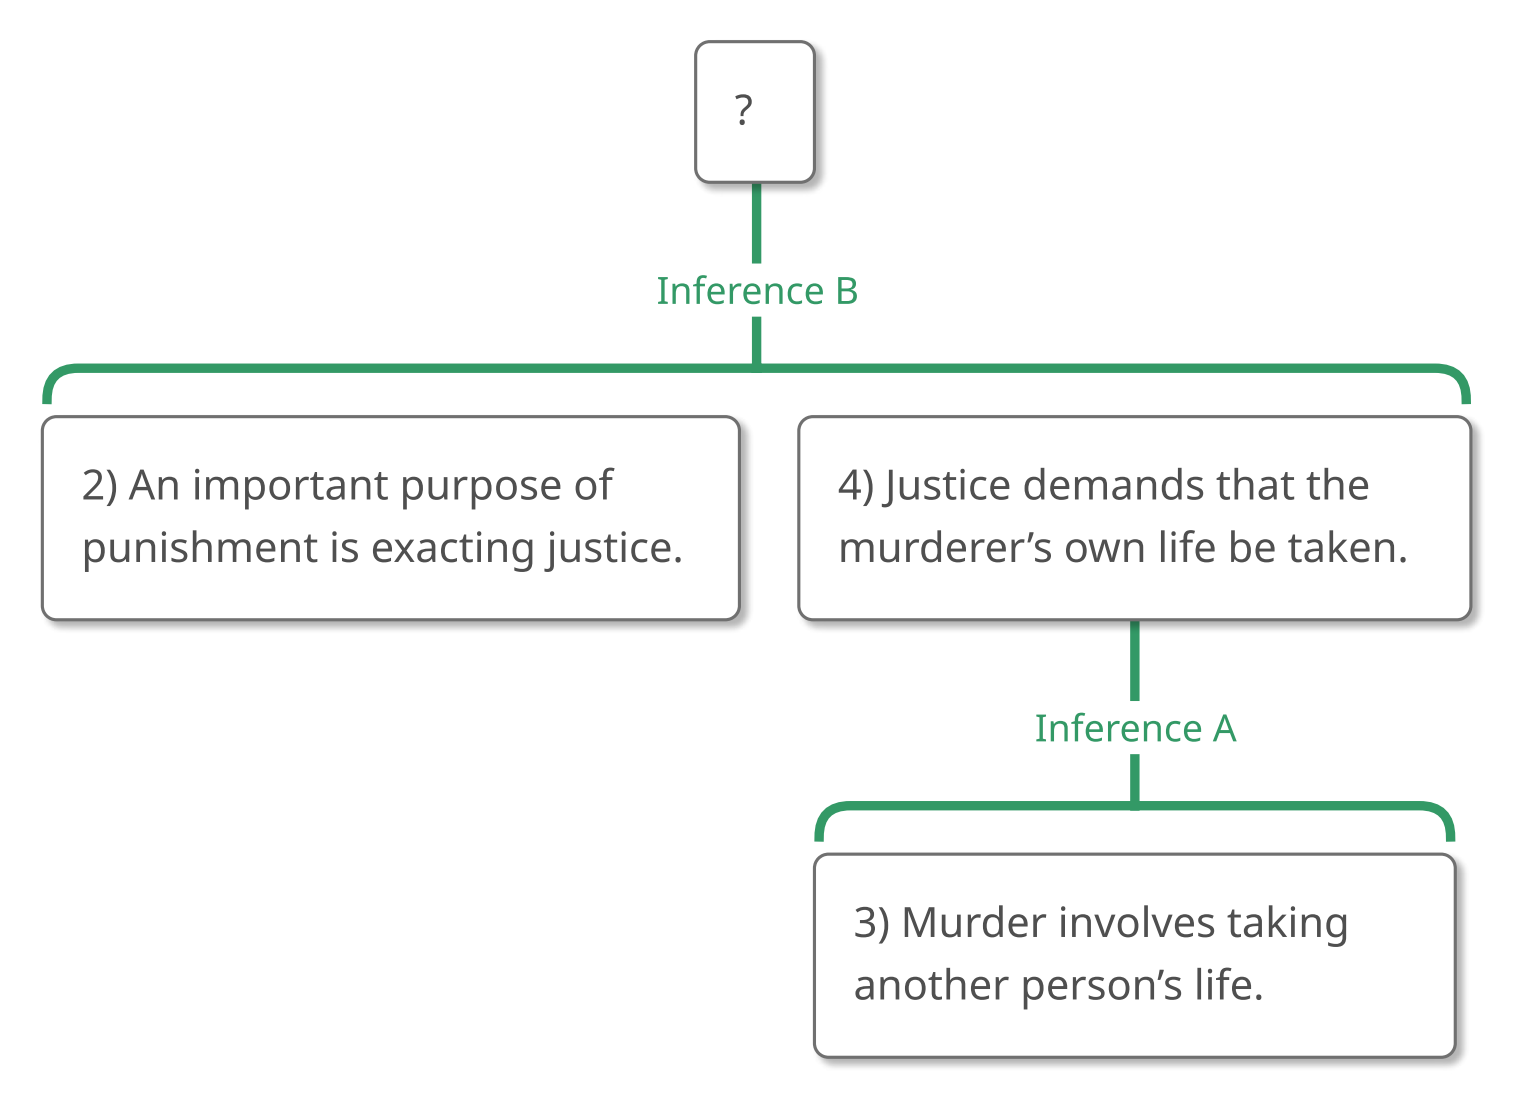 ?
Inference B
2) An important purpose of
punishment is exacting justice.
4) Justice demands that the
murderer’s own life be taken.
Inference A
3) Murder involves taking
another person’s life.